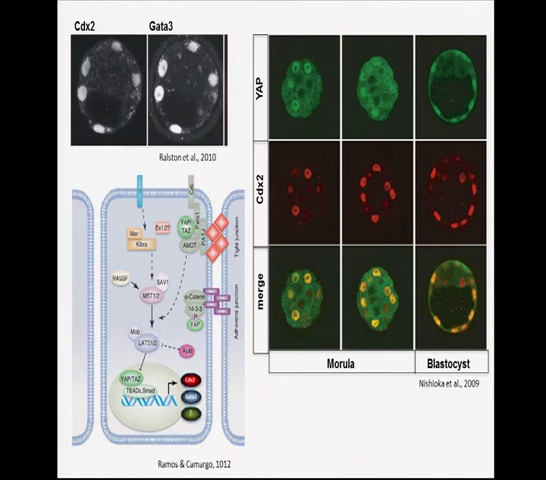 Cdx2 Gata3
Ralston et al., 2010
YAP
Cdx2
merge
Morula Blastocyst
Nishioka et al., 2009
Mer
Kibra
Ex1/2?
YAP/
TAZ
AMOT
Tight junction
RASSF
SAV1
MST1/2
α-Catenin
14-3-3
P
YAP
Adherens junction
Mob
LATS1/2
Ajub
YAP/TAZ
TEADs, Smad
Cdx2
Gata3
?
Ramos & Camargo, 1012